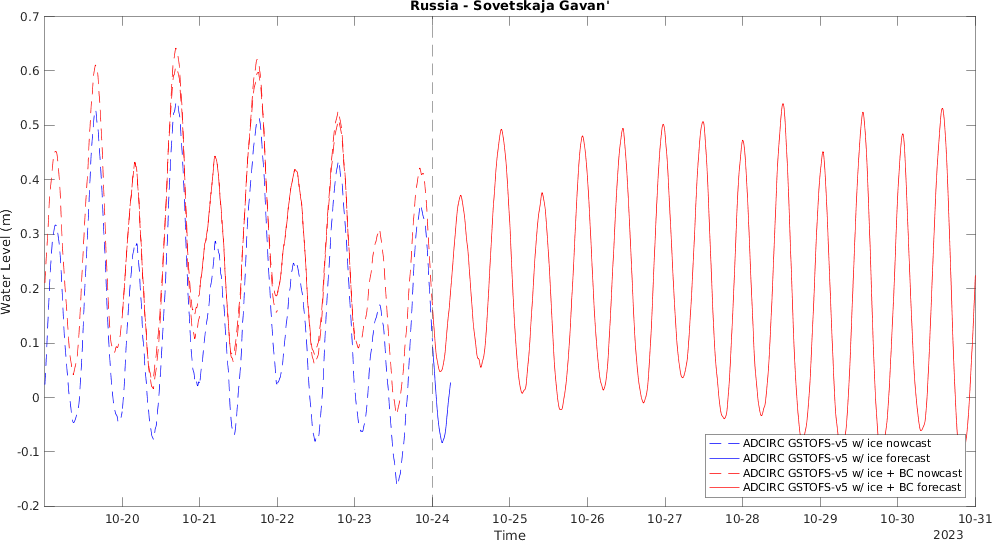 Russia - Sovetskaja Gavan'
Water Level (m)
0.7
0.6
0.5
0.4
0.3
0.2
0.1
0
-0.1
-0.2
ADCIRC GSTOFS-v5 w/ ice nowcast
ADCIRC GSTOFS-v5 w/ ice forecast
ADCIRC GSTOFS-v5 w/ ice + BC nowcast
ADCIRC GSTOFS-v5 w/ ice + BC forecast
10-20 10-21 10-22 10-23 10-24 10-25 10-26 10-27 10-28 10-29 10-30 10-31
Time
2023